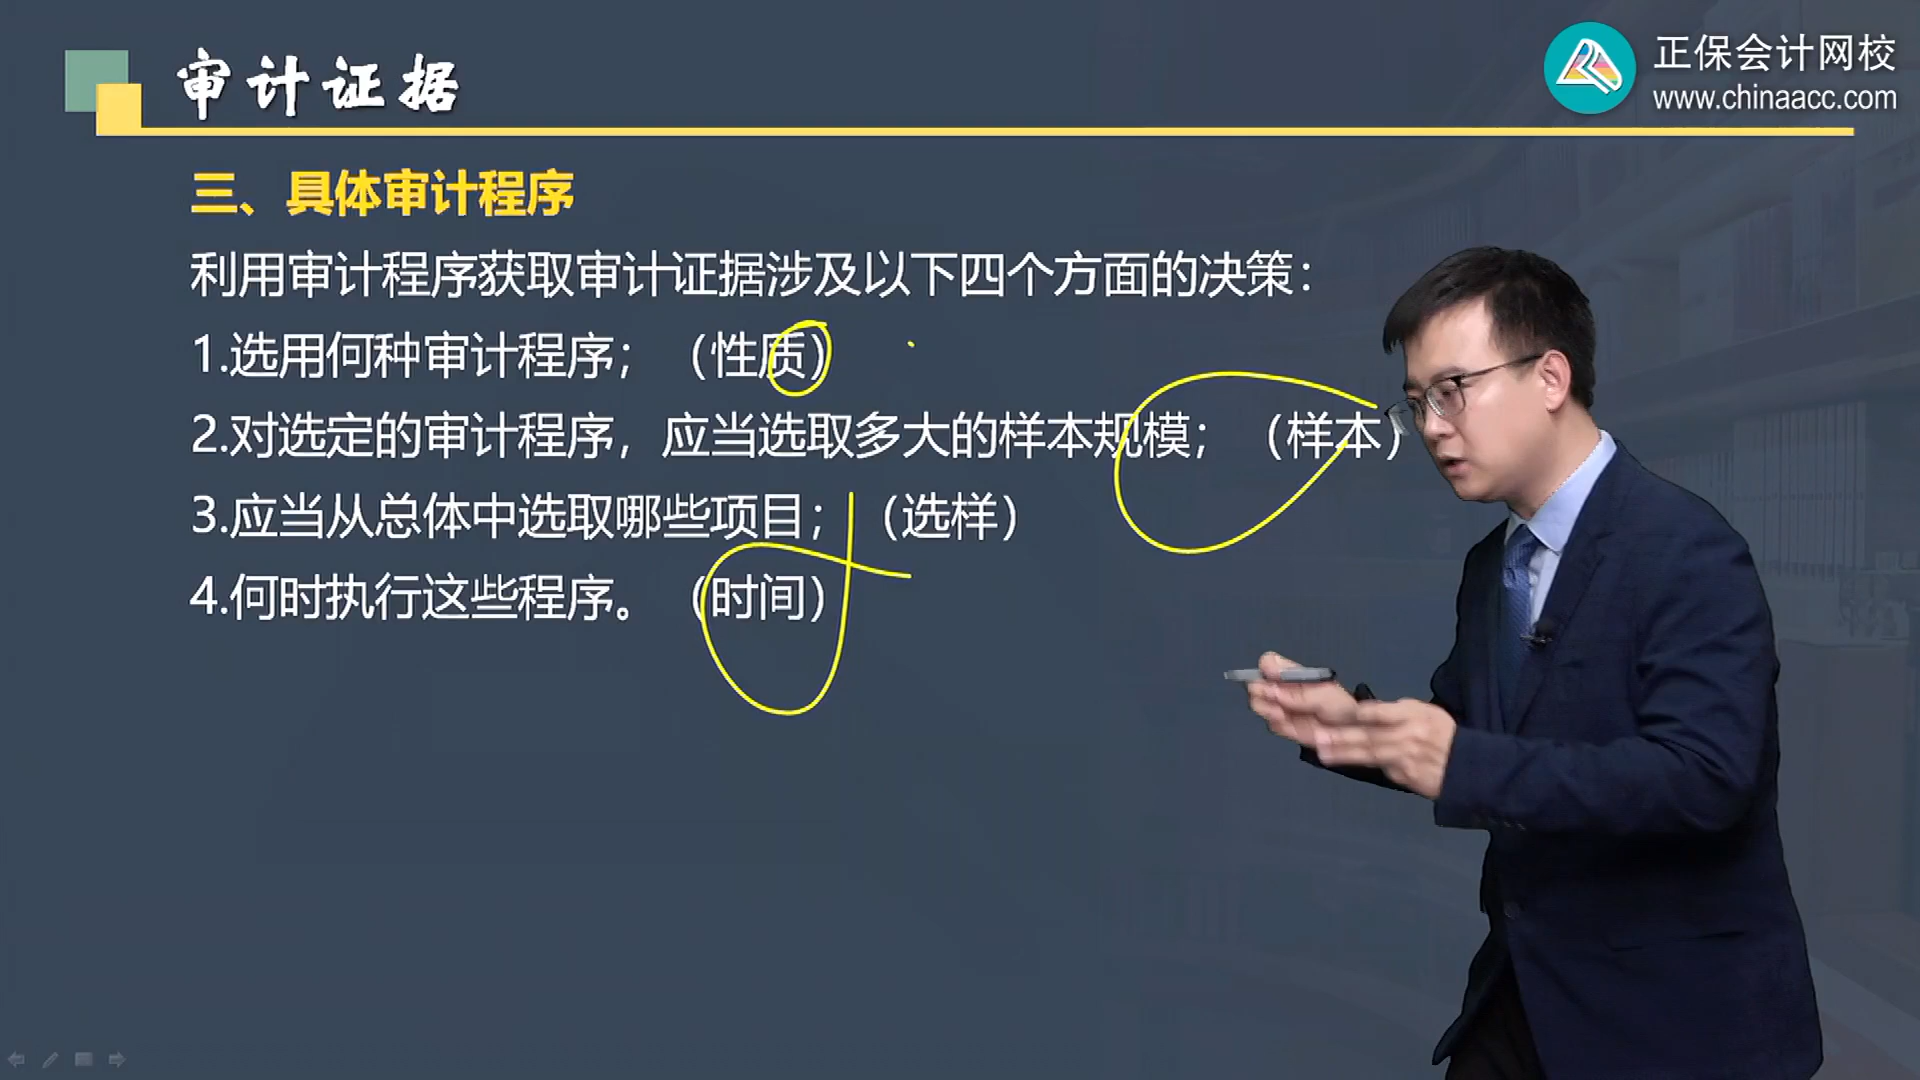 审计证据
正保会计网校
www.chinaacc.com
三、具体审计程序
利用审计程序获取审计证据涉及以下四个方面的决策：
1.选用何种审计程序；（性质）
2.对选定的审计程序，应当选取多大的样本规模；（样本）
3.应当从总体中选取哪些项目；（选样）
4.何时执行这些程序。（时间）